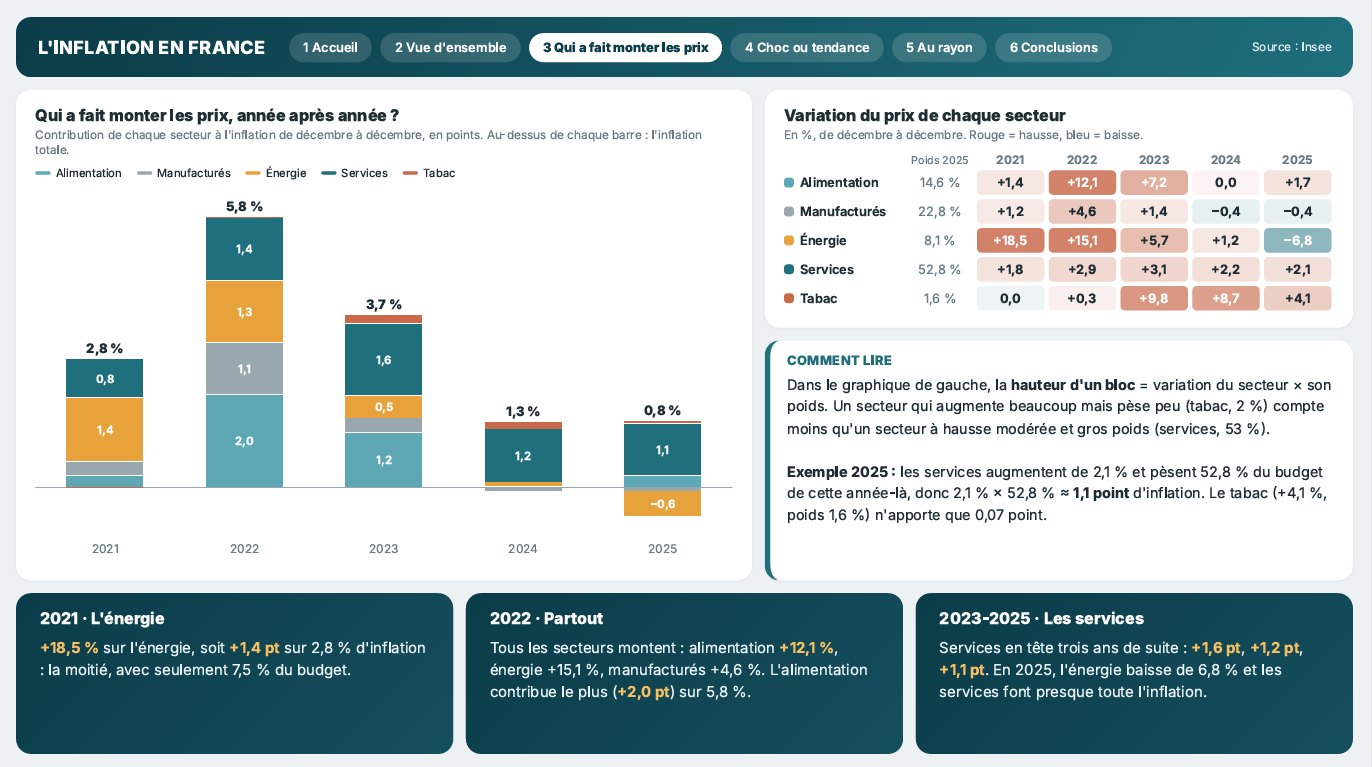 L'INFLATION EN FRANCE
1 Accueil
2 Vue d'ensemble
3 Qui a fait monter les prix
4 Choc ou tendance
5 Au rayon
6 Conclusions
Source : Insee
Qui a fait monter les prix, année après année ?
Contribution de chaque secteur à l'inflation de décembre à décembre, en points. Au-dessus de chaque barre : l'inflation
totale.
Alimentation Manufacturés Énergie Services Tabac
2,8 %
0,8
1,4
5,8 %
1,4
1,3
1,1
2,0
3,7 %
1,6
0,5
1,2
1,3 %
1,2
0,8 %
1,1
−0,6
2021 2022 2023 2024 2025
Variation du prix de chaque secteur
En %, de décembre à décembre. Rouge = hausse, bleu = baisse.
Poids 2025 2021 2022 2023 2024 2025
Alimentation 14,6 % +1,4 +12,1 +7,2 0,0 +1,7
Manufacturés 22,8 % +1,2 +4,6 +1,4 −0,4 −0,4
Énergie 8,1 % +18,5 +15,1 +5,7 +1,2 −6,8
Services 52,8 % +1,8 +2,9 +3,1 +2,2 +2,1
Tabac 1,6 % 0,0 +0,3 +9,8 +8,7 +4,1
COMMENT LIRE
Dans le graphique de gauche, la hauteur d'un bloc = variation du secteur × son
poids. Un secteur qui augmente beaucoup mais pèse peu (tabac, 2 %) compte
moins qu'un secteur à hausse modérée et gros poids (services, 53 %).
Exemple 2025 : les services augmentent de 2,1 % et pèsent 52,8 % du budget
de cette année-là, donc 2,1 % × 52,8 % ≈ 1,1 point d'inflation. Le tabac (+4,1 %,
poids 1,6 %) n'apporte que 0,07 point.
2021 · L'énergie
+18,5 % sur l'énergie, soit +1,4 pt sur 2,8 % d'inflation
: la moitié, avec seulement 7,5 % du budget.
2022 · Partout
Tous les secteurs montent : alimentation +12,1 %,
énergie +15,1 %, manufacturés +4,6 %. L'alimentation
contribue le plus (+2,0 pt) sur 5,8 %.
2023-2025 · Les services
Services en tête trois ans de suite : +1,6 pt, +1,2 pt,
+1,1 pt. En 2025, l'énergie baisse de 6,8 % et les
services font presque toute l'inflation.